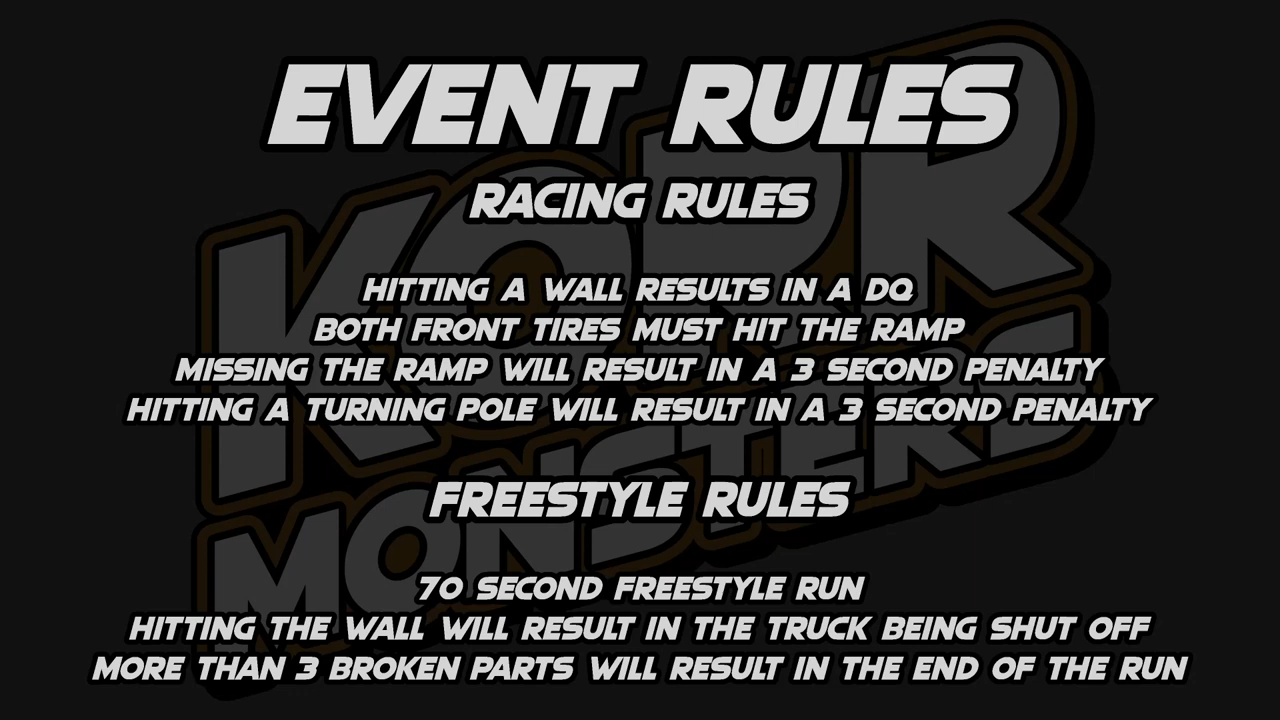 EVENT RULES
RACING RULES
HITTING A WALL RESULTS IN A DQ
BOTH FRONT TIRES MUST HIT THE RAMP
MISSING THE RAMP WILL RESULT IN A 3 SECOND PENALTY
HITTING A TURNING POLE WILL RESULT IN A 3 SECOND PENALTY
FREESTYLE RULES
70 SECOND FREESTYLE RUN
HITTING THE WALL WILL RESULT IN THE TRUCK BEING SHUT OFF
MORE THAN 3 BROKEN PARTS WILL RESULT IN THE END OF THE RUN
MONSTERS